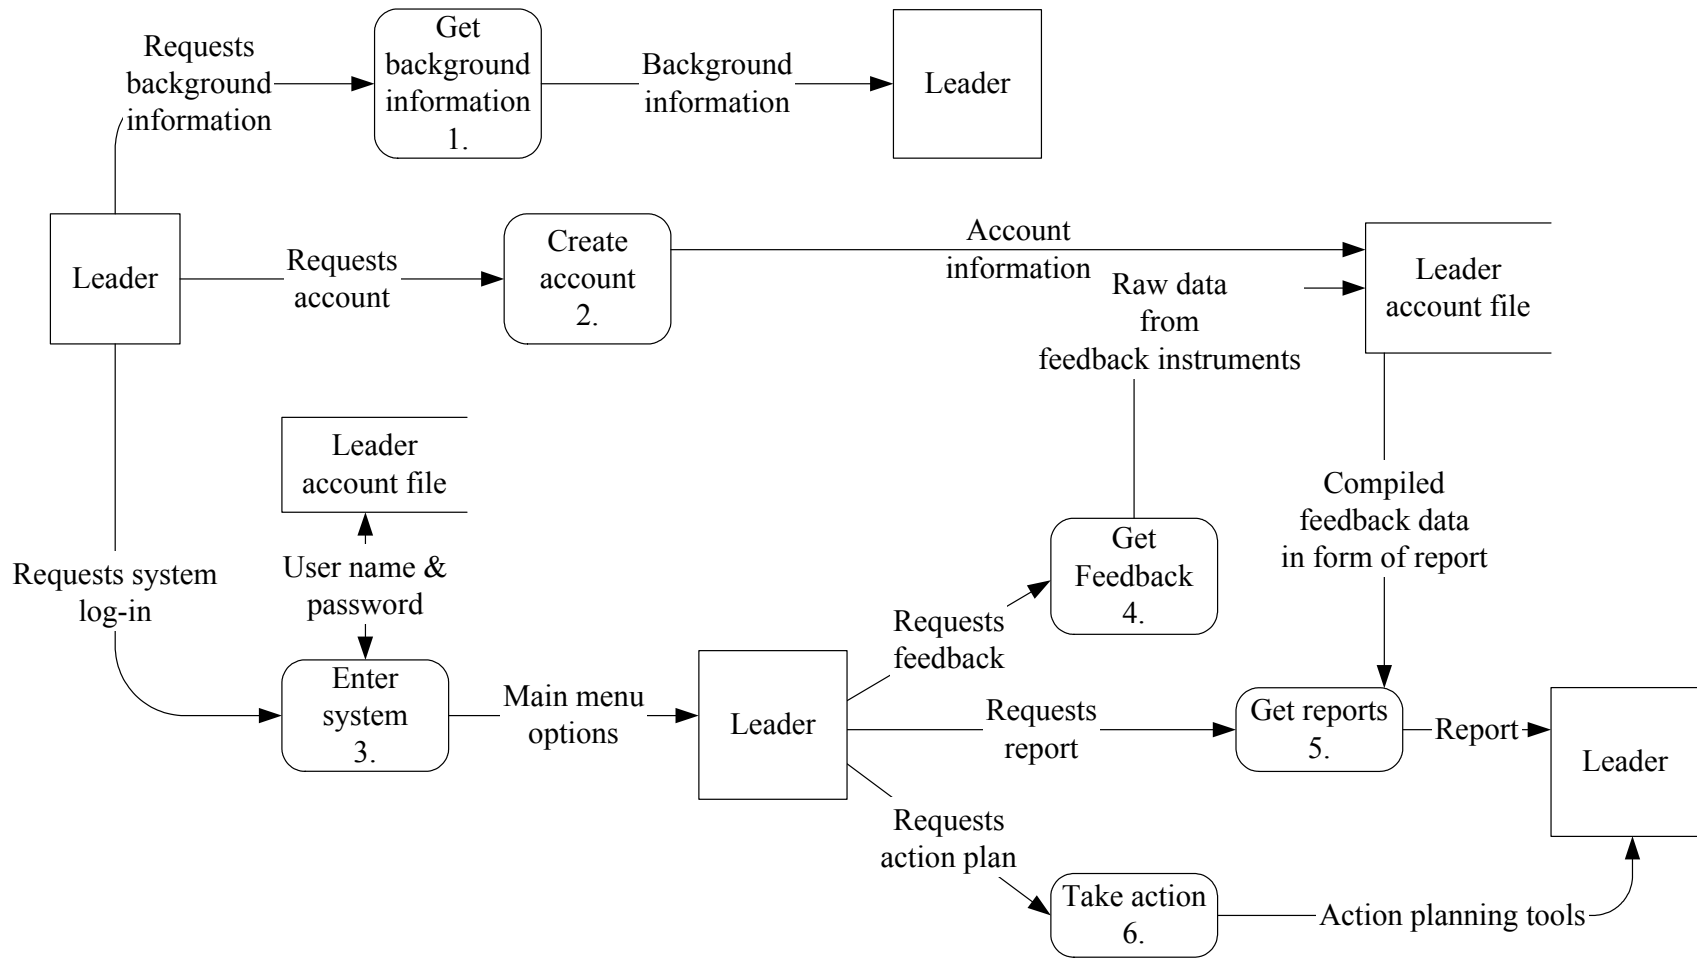 Requests
background
information
Get
background
information
1.
Background
information
Leader
Leader
Requests
account
Create
account
2.
Account
information
Raw data
from
feedback instruments
Leader
account file
Leader
account file
User name &
password
Requests system
log-in
Enter
system
3.
Main menu
options
Leader
Requests
feedback
Get
Feedback
4.
Compiled
feedback data
in form of report
Requests
report
Get reports
5.
Report
Leader
Requests
action plan
Take action
6.
Action planning tools